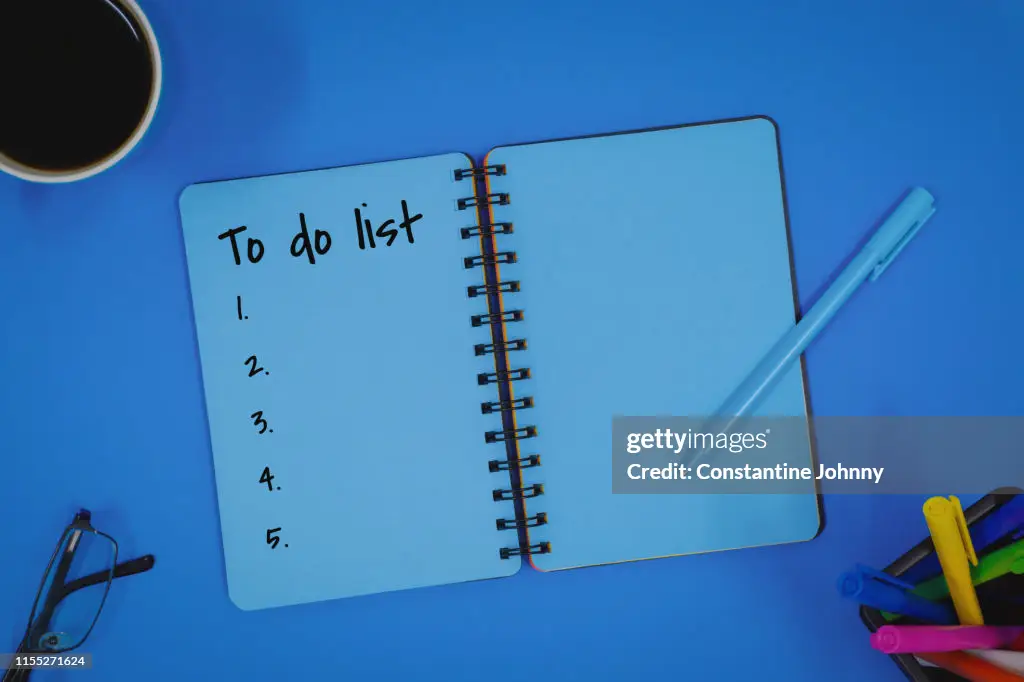 To do list
1.
2.
3.
4.
5.
gettyimages®
Credit: Constantine Johnny
1155271624